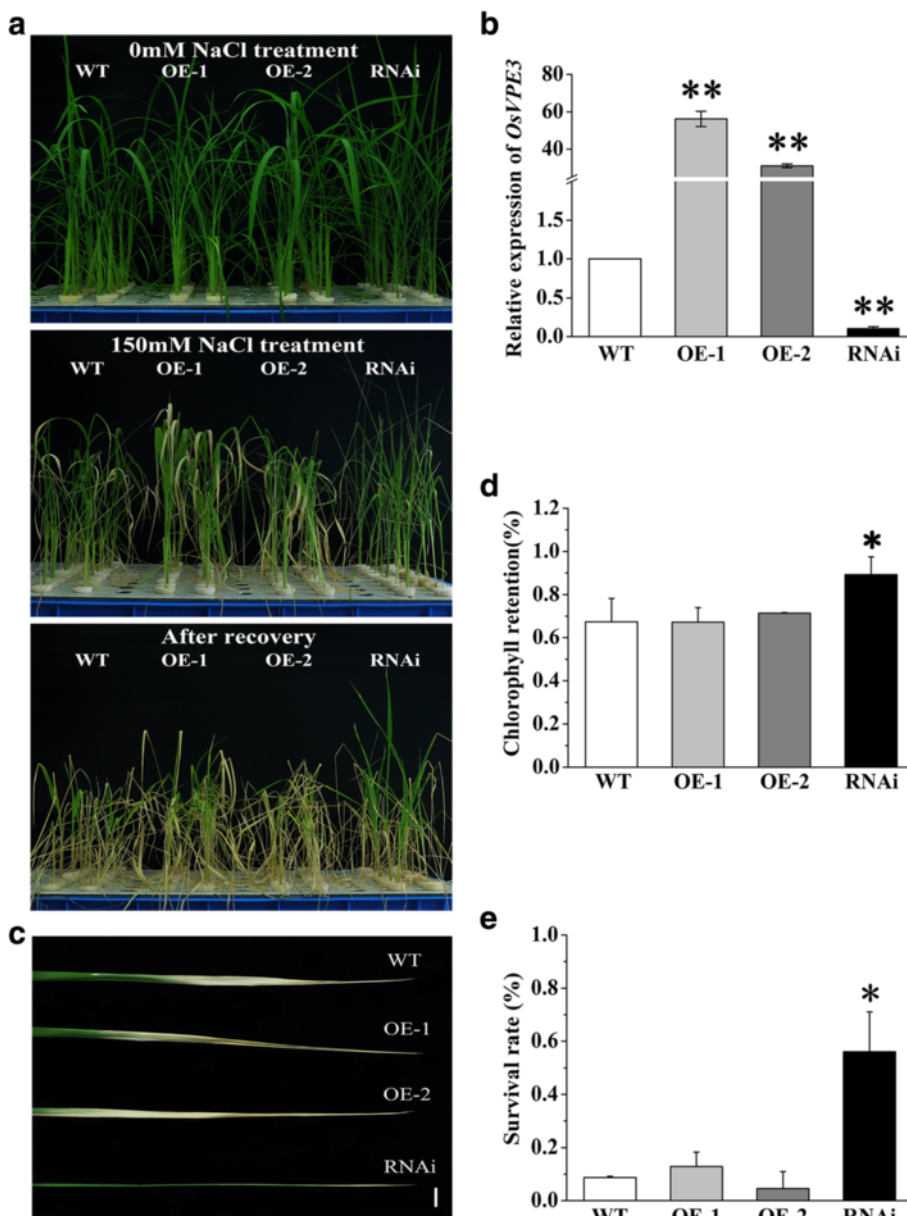 a
0mM NaCl treatment
WT OE-1 OE-2 RNAi
150mM NaCl treatment
WT OE-1 OE-2 RNAi
After recovery
WT OE-1 OE-2 RNAi
b
Relative expression of OsVPE3
80
60
40
1.5
1.0
0.5
0.0
**
**
**
WT OE-1 OE-2 RNAi
c
WT
OE-1
OE-2
RNAi
d
Chlorophyll retention(%)
1.2
1.0
0.8
0.6
0.4
0.2
0.0
*
WT OE-1 OE-2 RNAi
e
Survival rate (%)
1.0
0.8
0.6
0.4
0.2
0.0
*
WT OE-1 OE-2 RNAi